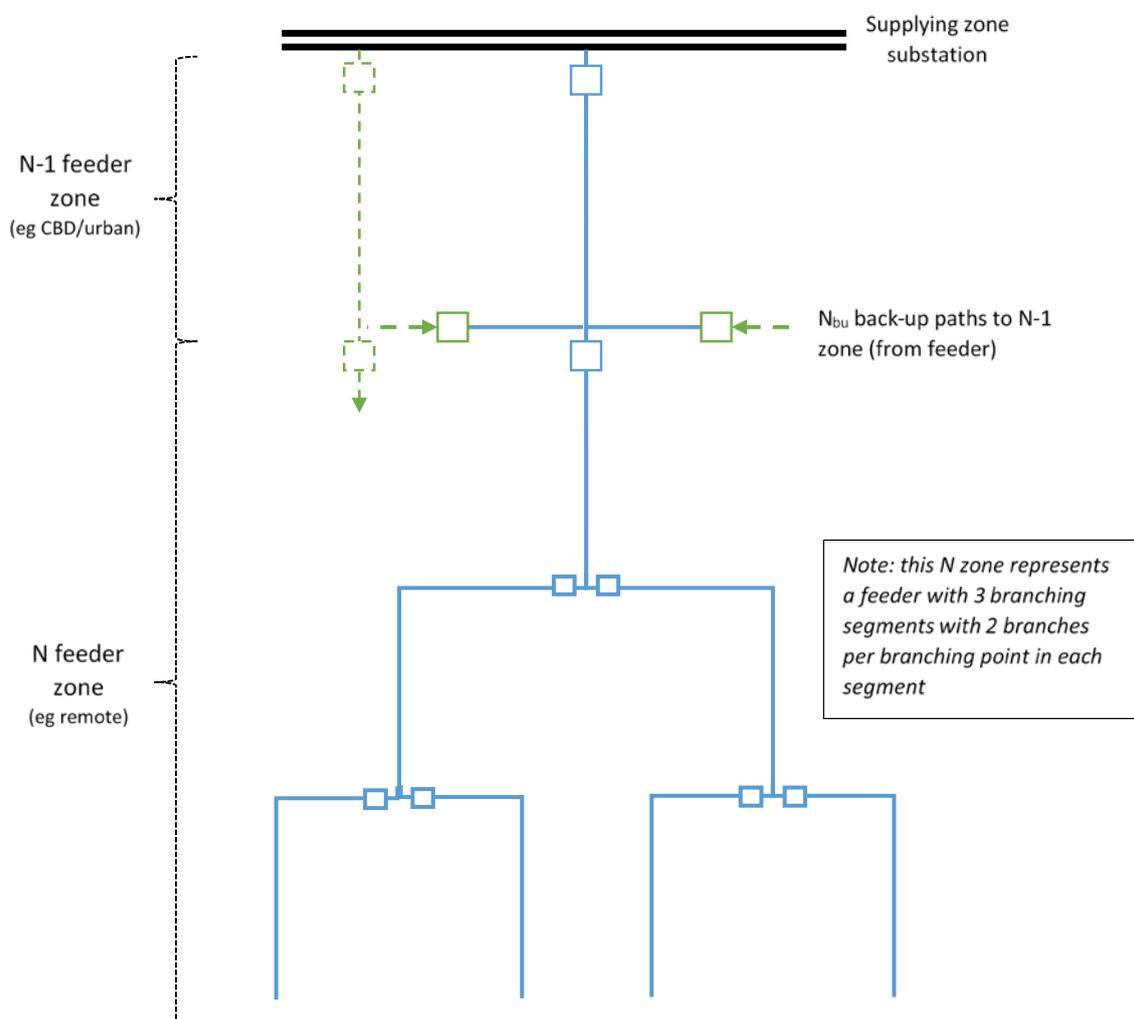 Supplying zone
substation
N-1 feeder
zone
(eg CBD/urban)
Nbu back-up paths to N-1
zone (from feeder)
Note: this N zone represents
a feeder with 3 branching
segments with 2 branches
per branching point in each
segment
N feeder
zone
(eg remote)